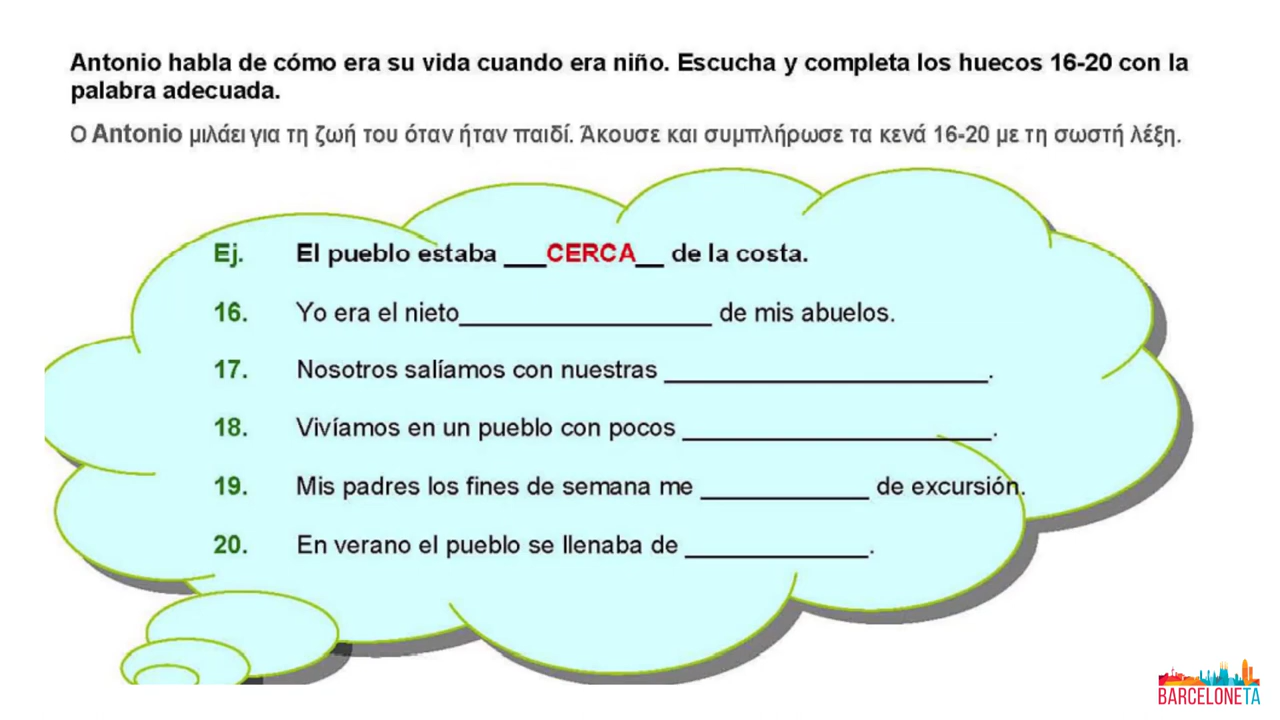 Antonio habla de cómo era su vida cuando era niño. Escucha y completa los huecos 16-20 con la
palabra adecuada.
Ο Antonio μιλάει για τη ζωή του όταν ήταν παιδί. Άκουσε και συμπλήρωσε τα κενά 16-20 με τη σωστή λέξη.
Ej. El pueblo estaba ___CERCA__ de la costa.
16. Yo era el nieto__________________ de mis abuelos.
17. Nosotros salíamos con nuestras _______________________.
18. Vivíamos en un pueblo con pocos ______________________.
19. Mis padres los fines de semana me ____________ de excursión.
20. En verano el pueblo se llenaba de _____________.
BARCELONETA